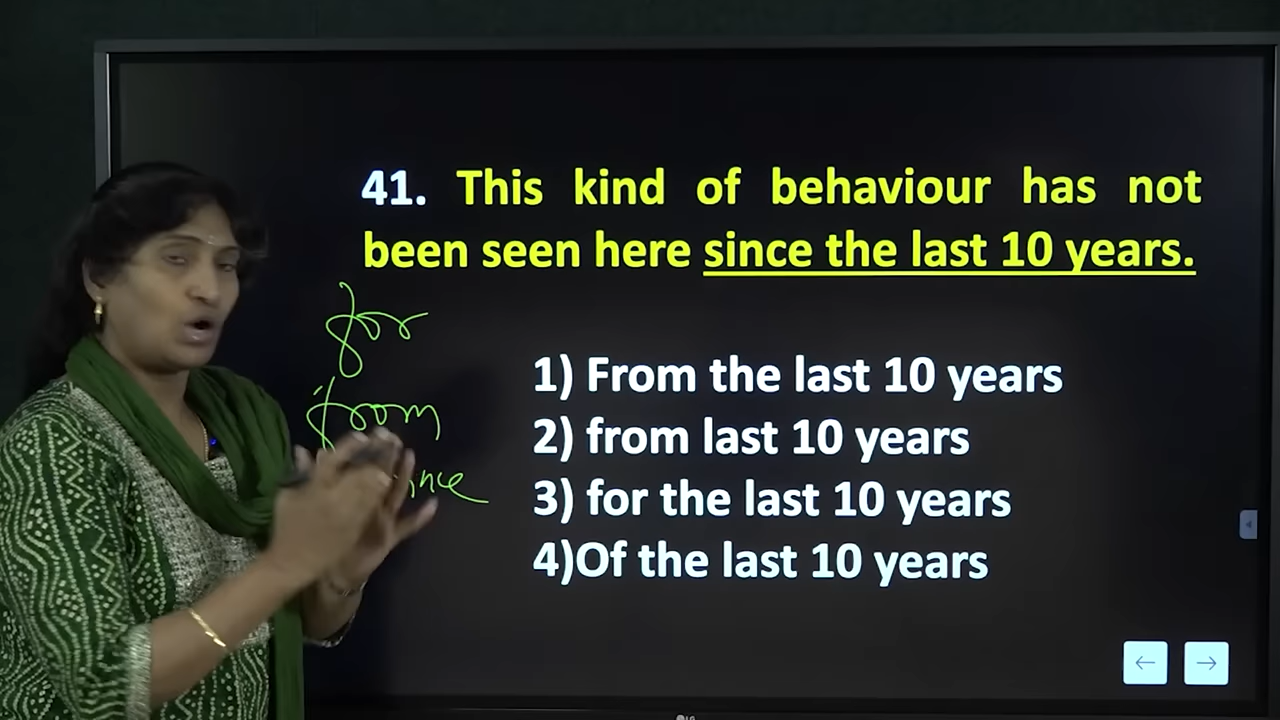 41. This kind of behaviour has not
been seen here since the last 10 years.
for
from
1) From the last 10 years
2) from last 10 years
3) for the last 10 years
4)Of the last 10 years
LG